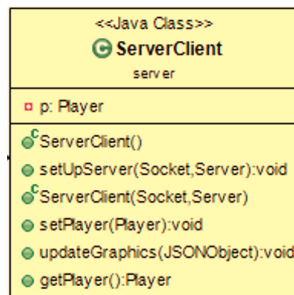 <<Java Class>>
ServerClient
server
p: Player
ServerClient()
setUpServer(Socket,Server):void
ServerClient(Socket,Server)
setPlayer(Player):void
updateGraphics(JSONObject):void
getPlayer():Player